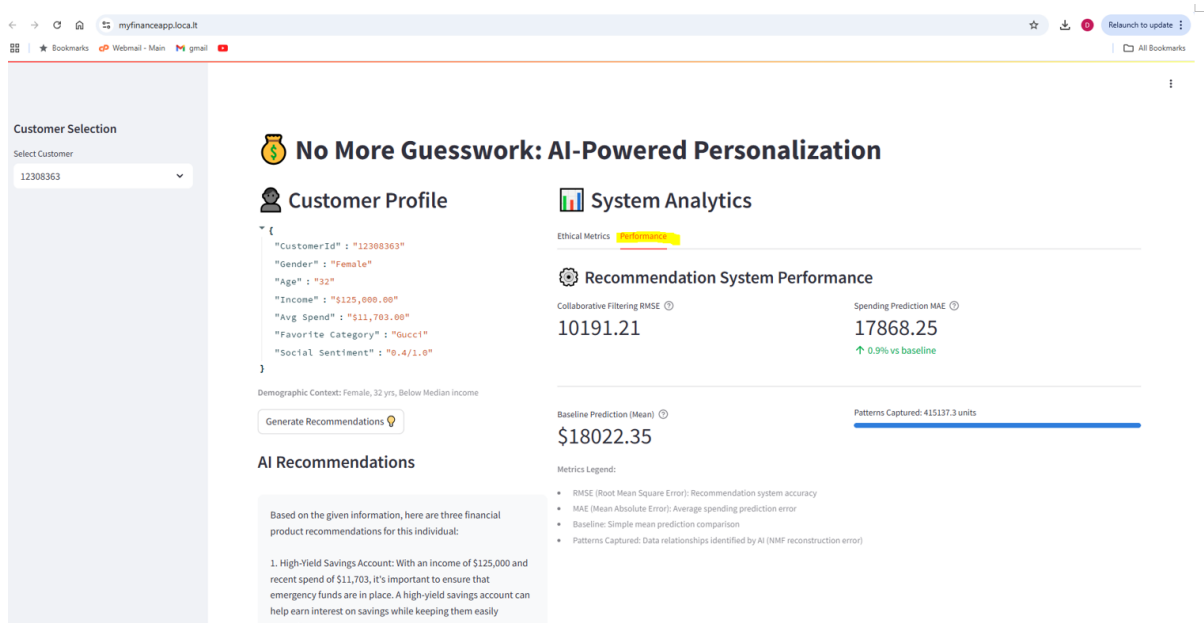 myfinanceapp.loca.lt
D
Relaunch to update
Bookmarks
Webmail - Main
gmail
All Bookmarks
Customer Selection
Select Customer
12308363
No More Guesswork: AI-Powered Personalization
Customer Profile
{
"CustomerId" : "12308363"
"Gender" : "Female"
"Age" : "32"
"Income" : "$125,000.00"
"Avg Spend" : "$11,703.00"
"Favorite Category" : "Gucci"
"Social Sentiment" : "0.4/1.0"
}
Demographic Context: Female, 32 yrs, Below Median income
Generate Recommendations
AI Recommendations
Based on the given information, here are three financial
product recommendations for this individual:
1. High-Yield Savings Account: With an income of $125,000 and
recent spend of $11,703, it's important to ensure that
emergency funds are in place. A high-yield savings account can
help earn interest on savings while keeping them easily
System Analytics
Ethical Metrics Performance
Recommendation System Performance
Collaborative Filtering RMSE
10191.21
Spending Prediction MAE
17868.25
↑ 0.9% vs baseline
Baseline Prediction (Mean)
$18022.35
Patterns Captured: 415137.3 units
Metrics Legend:
• RMSE (Root Mean Square Error): Recommendation system accuracy
• MAE (Mean Absolute Error): Average spending prediction error
• Baseline: Simple mean prediction comparison
• Patterns Captured: Data relationships identified by AI (NMF reconstruction error)